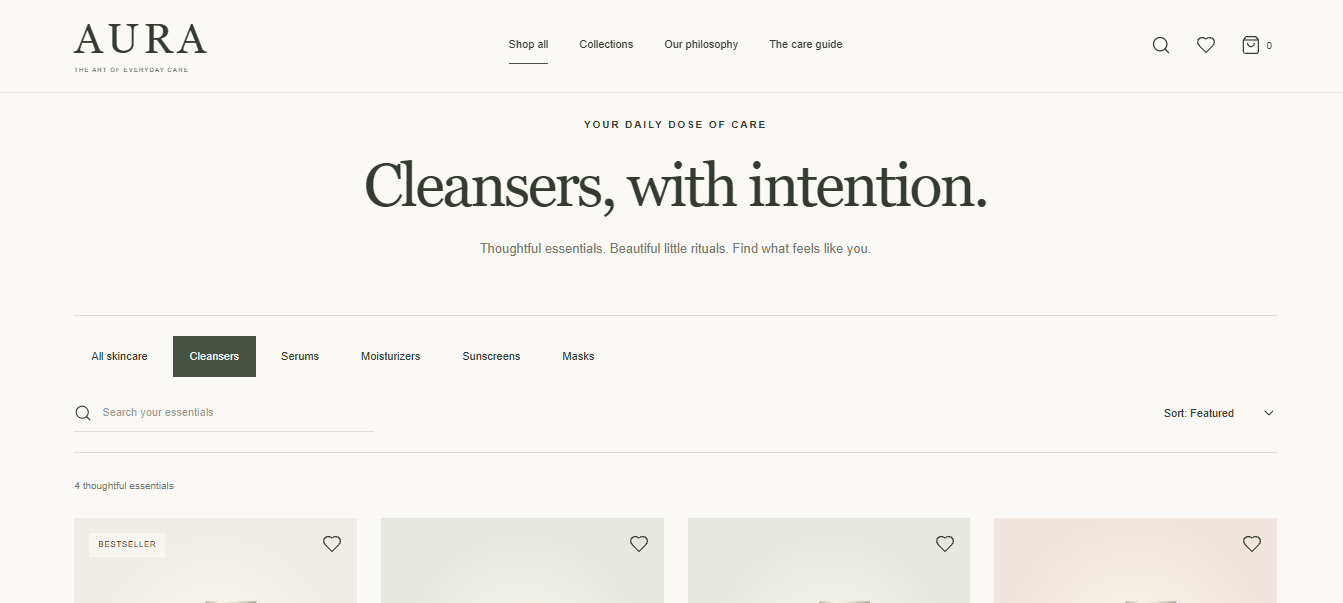 AURA
THE ART OF EVERYDAY CARE
Shop all
Collections
Our philosophy
The care guide
0
YOUR DAILY DOSE OF CARE
Cleansers, with intention.
Thoughtful essentials. Beautiful little rituals. Find what feels like you.
All skincare
Cleansers
Serums
Moisturizers
Sunscreens
Masks
Search your essentials
Sort: Featured
4 thoughtful essentials
BESTSELLER